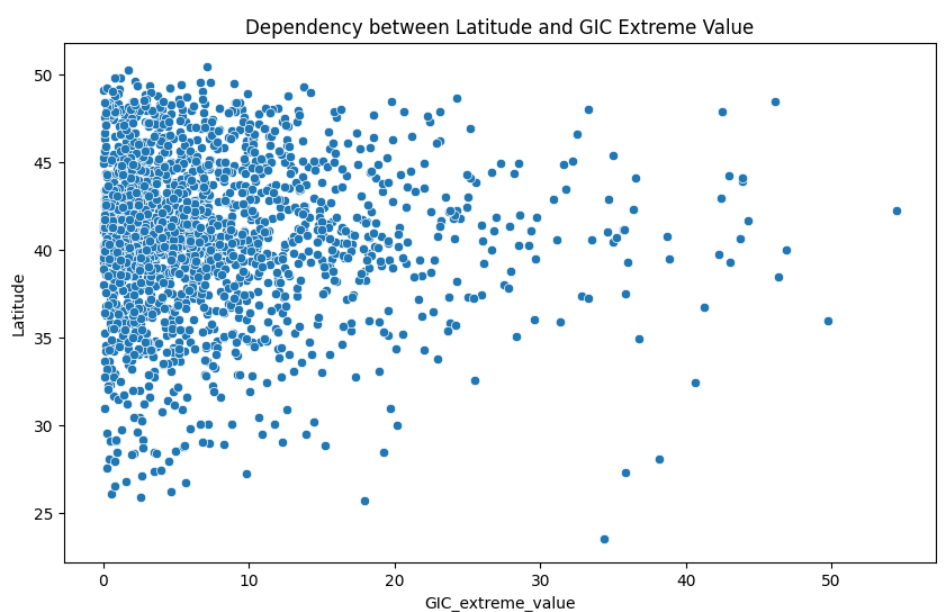 Dependency between Latitude and GIC Extreme Value
50
45
40
35
30
25
Latitude
0 10 20 30 40 50
GIC_extreme_value